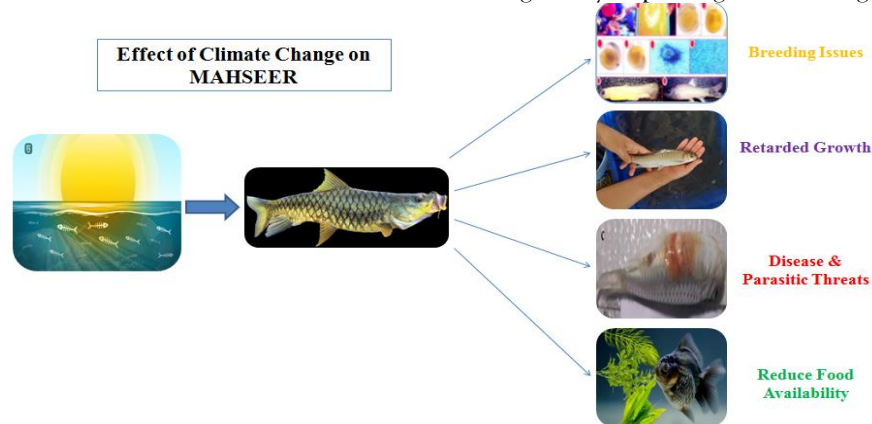 Effect of Climate Change on
MAHSEER
Breeding Issues
Retarded Growth
Disease &
Parasitic Threats
Reduce Food
Availability